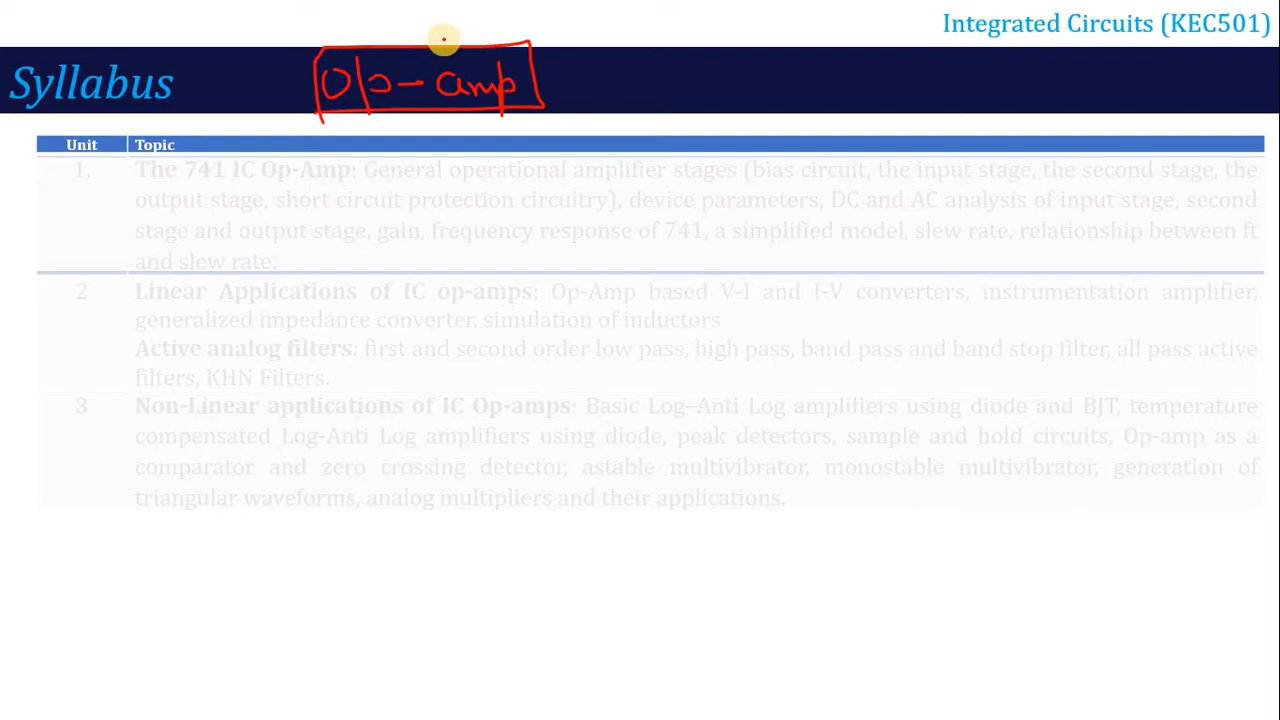 Integrated Circuits (KEC501)
Syllabus
Op-amp
Unit Topic
1. The 741 IC Op-Amp: General operational amplifier stages (bias circuit, the input stage, the second stage, the
output stage, short circuit protection circuitry), device parameters, DC and AC analysis of input stage, second
stage and output stage, gain, frequency response of 741, a simplified model, slew rate, relationship between ft
and slew rate.
2 Linear Applications of IC op-amps: Op-Amp based V-I and I-V converters, instrumentation amplifier,
generalized impedance converter, simulation of inductors
Active analog filters: first and second order low pass, high pass, band pass and band stop filter, all pass active
filters, KHN Filters.
3 Non-Linear applications of IC Op-amps: Basic Log–Anti Log amplifiers using diode and BJT, temperature
compensated Log-Anti Log amplifiers using diode, peak detectors, sample and hold circuits, Op-amp as a
comparator and zero crossing detector, astable multivibrator, monostable multivibrator, generation of
triangular waveforms, analog multipliers and their applications.